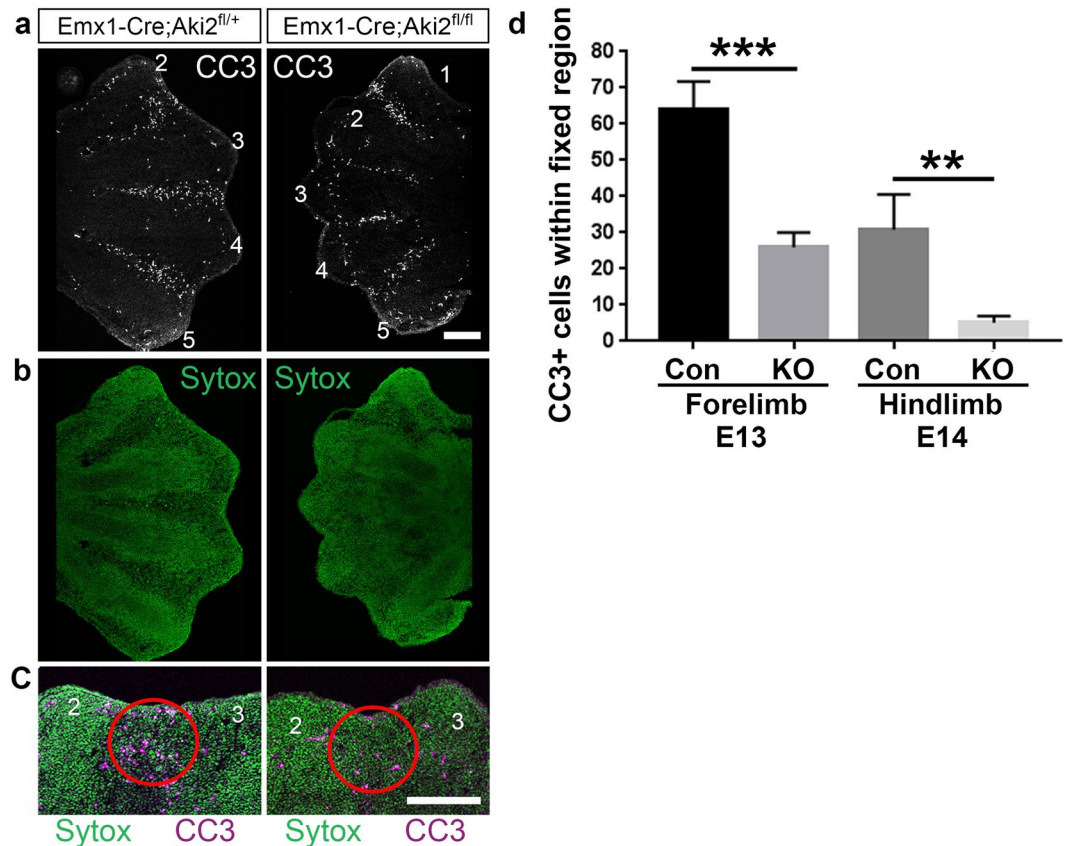 a
Emx1-Cre;Aki2fl/+
Emx1-Cre;Aki2fl/fl
CC3
2
3
4
5
CC3
1
2
3
4
5
b
Sytox
Sytox
C
2
3
2
3
Sytox CC3
Sytox CC3
d
CC3+ cells within fixed region
80
70
60
50
40
30
20
10
0
***
**
Con KO Con KO
Forelimb Hindlimb
E13 E14